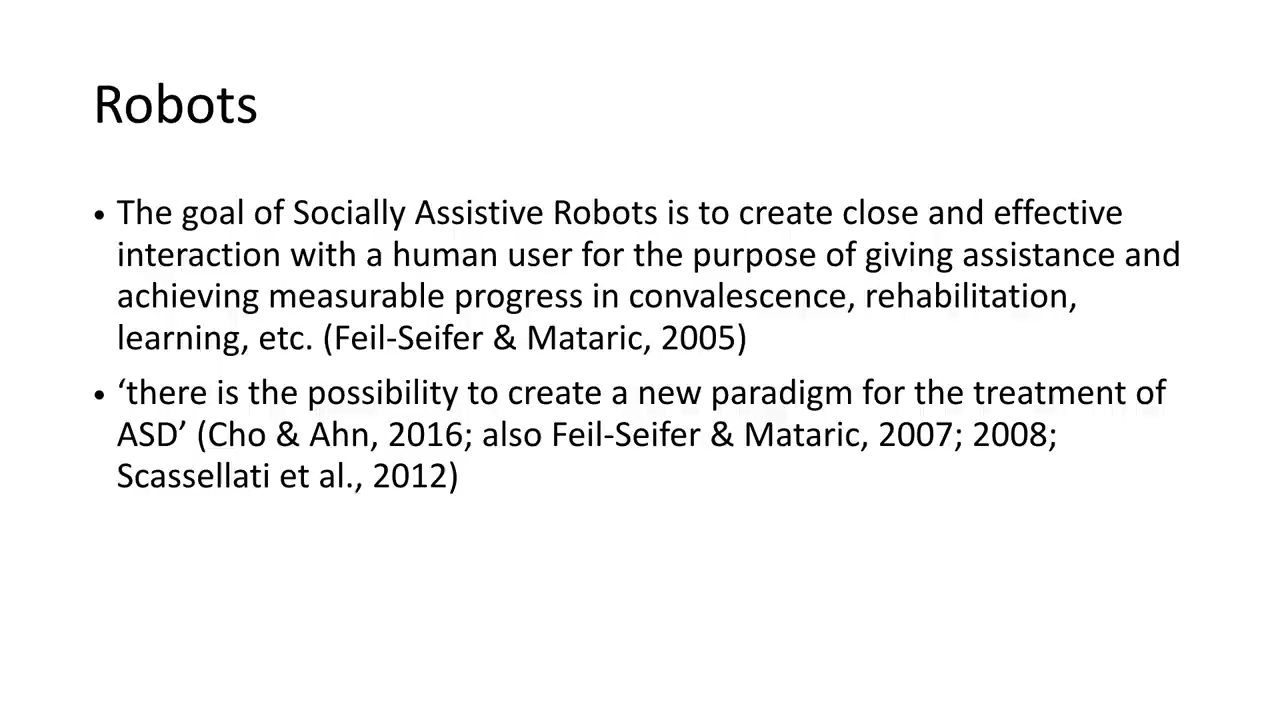 Robots
• The goal of Socially Assistive Robots is to create close and effective
interaction with a human user for the purpose of giving assistance and
achieving measurable progress in convalescence, rehabilitation,
learning, etc. (Feil-Seifer & Mataric, 2005)
• ‘there is the possibility to create a new paradigm for the treatment of
ASD’ (Cho & Ahn, 2016; also Feil-Seifer & Mataric, 2007; 2008;
Scassellati et al., 2012)